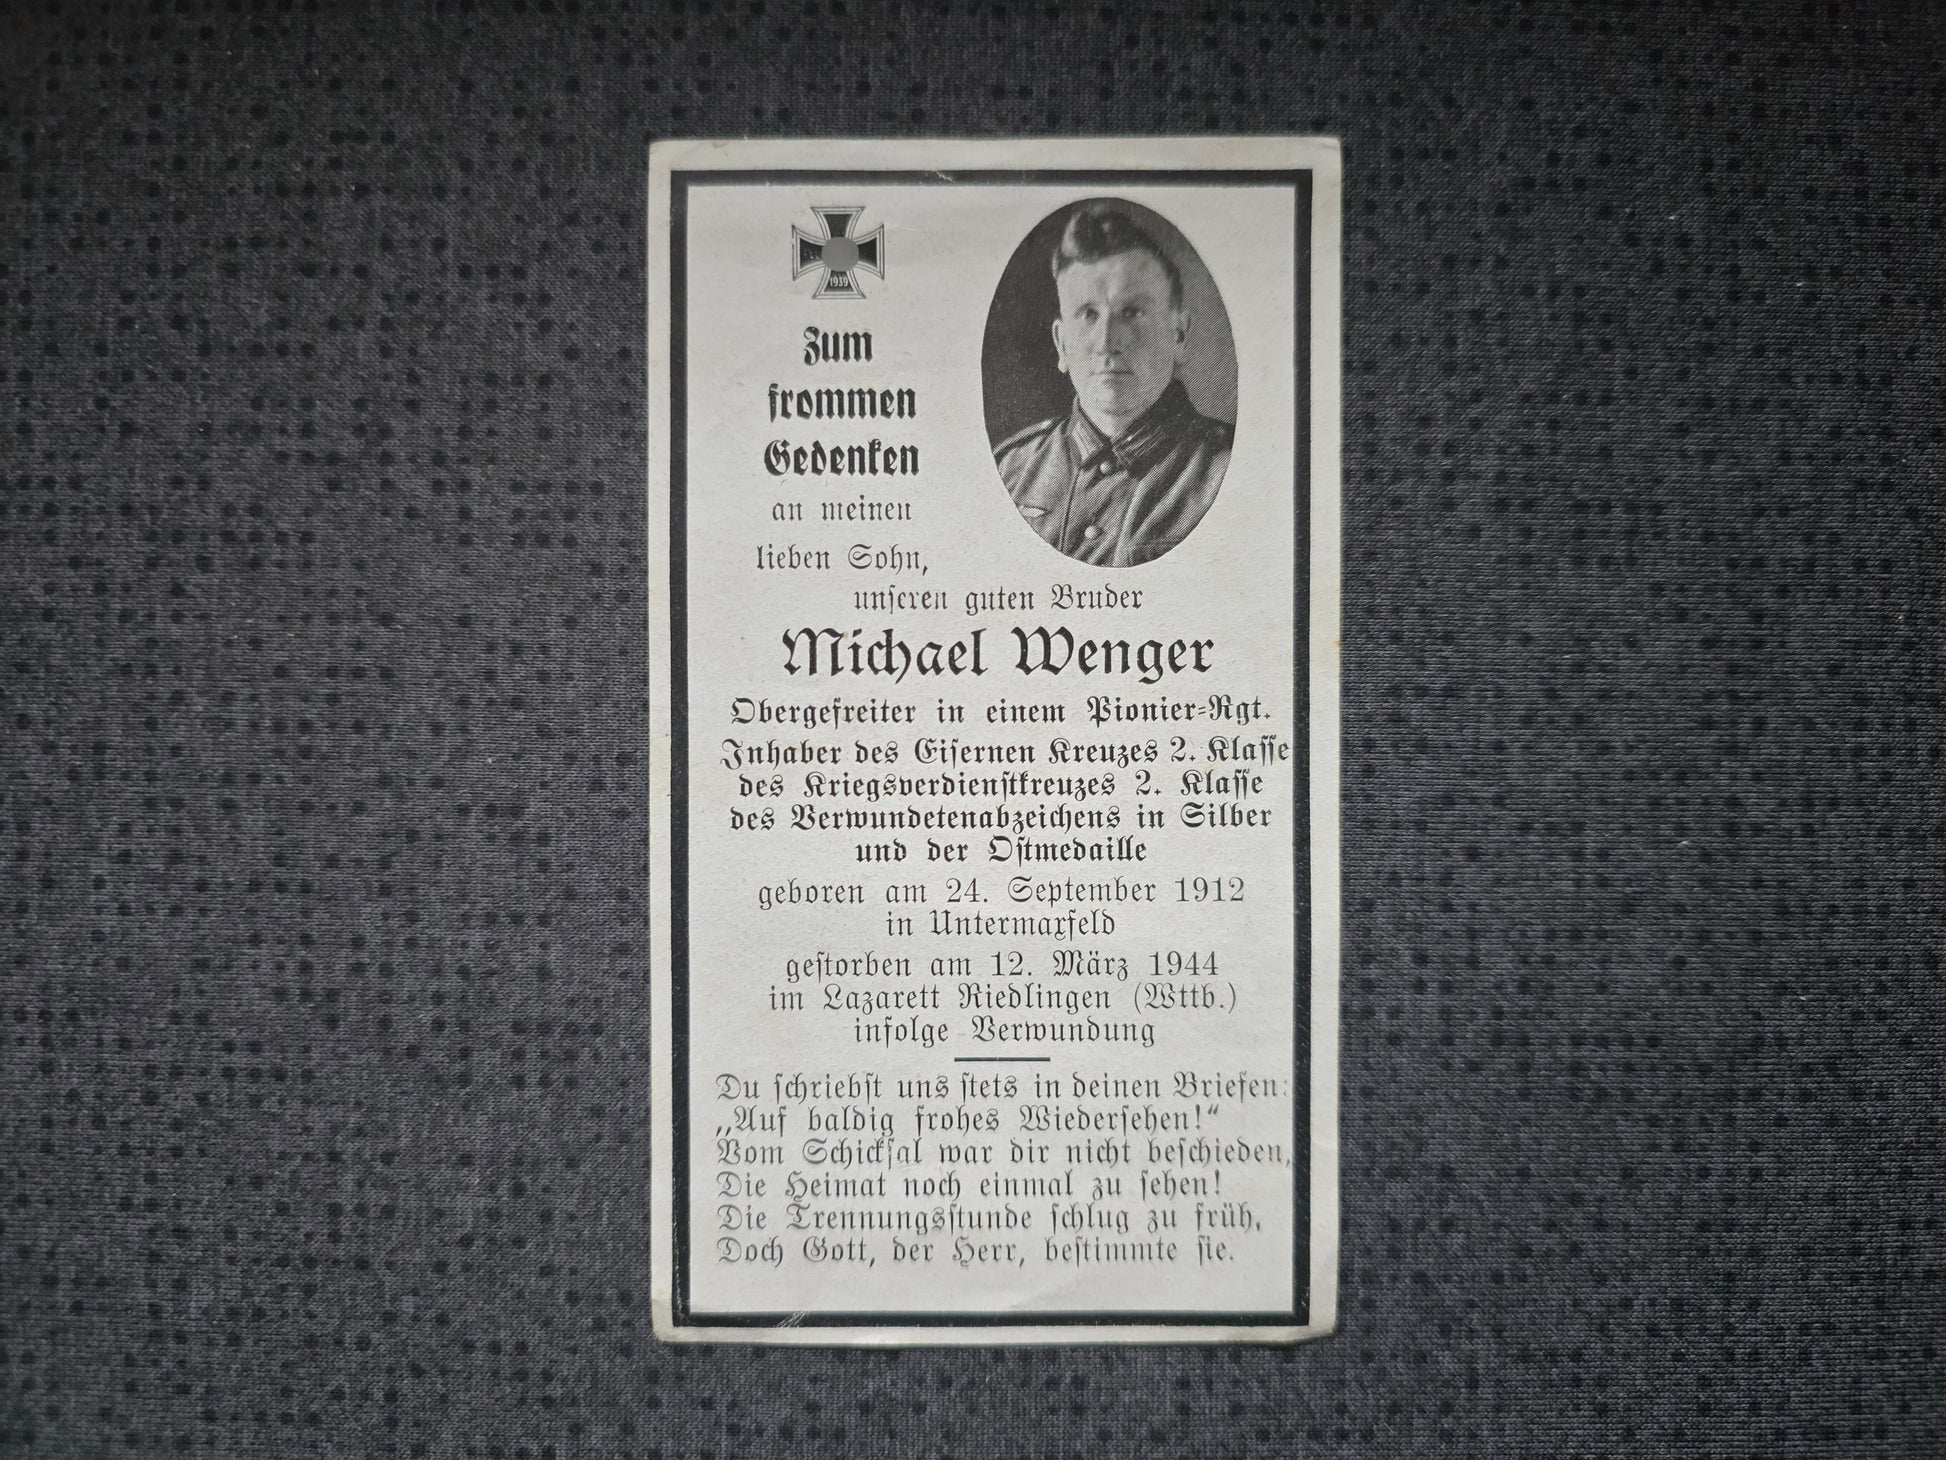 1939
Zum
frommen
Gedenken
an meinen
lieben Sohn,
unseren guten Bruder
Michael Wenger
Obergefreiter in einem Pionier-Rgt.
Inhaber des Eisernen Kreuzes 2. Klasse
des Kriegsverdienstkreuzes 2. Klasse
des Verwundetenabzeichens in Silber
und der Ostmedaille
geboren am 24. September 1912
in Untermaxfeld
gestorben am 12. März 1944
im Lazarett Riedlingen (Wttb.)
infolge Verwundung
Du schriebst uns stets in deinen Briefen:
„Auf baldig frohes Wiedersehen!“
Vom Schicksal war dir nicht beschieden,
Die Heimat noch einmal zu sehen!
Die Trennungsstunde schlug zu früh,
Doch Gott, der Herr, bestimmte sie.